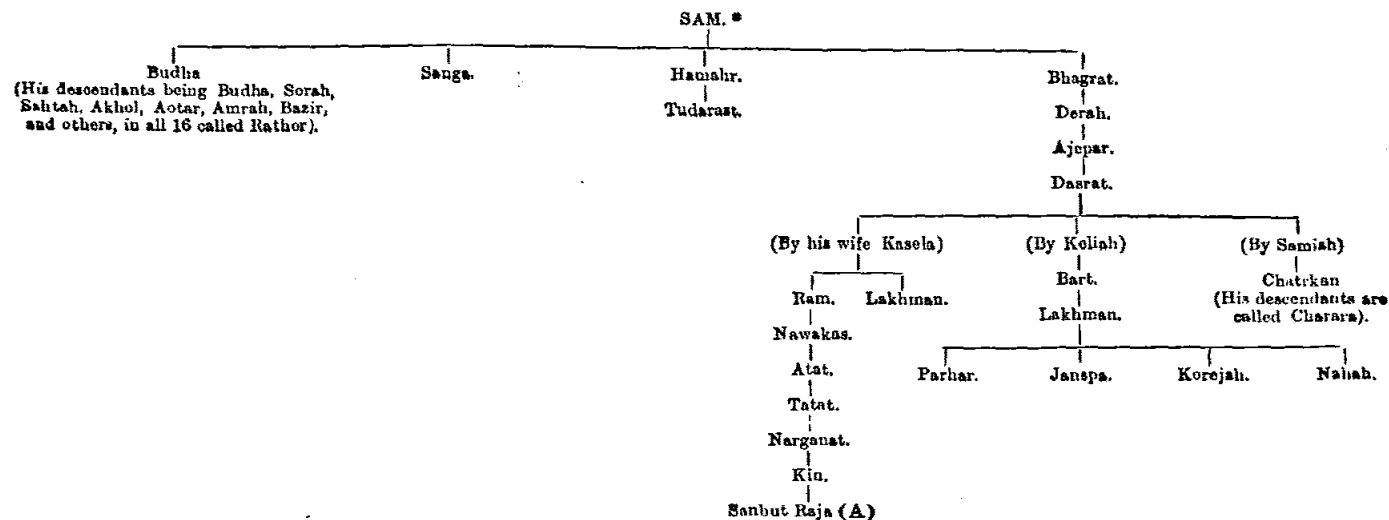 SAM. *
Budha Sanga. Hamahr. Bhagrat.
(His descendants being Budha, Sorah,
Sahtah, Akhol, Aotar, Amrah, Bazir,
and others, in all 16 called Rathor).
Tudarast.
Derah.
Ajepar.
Dasrat.
(By his wife Kasela) (By Keliah) (By Samiah)
Ram. Lakhman. Bart. Chatrkan
(His descendants are
called Charara).
Nawakas. Lakhman.
Atat. Parhar. Janspa. Korejah. Nahah.
Tatat.
Narganat.
Kin.
Sanbut Raja (A)